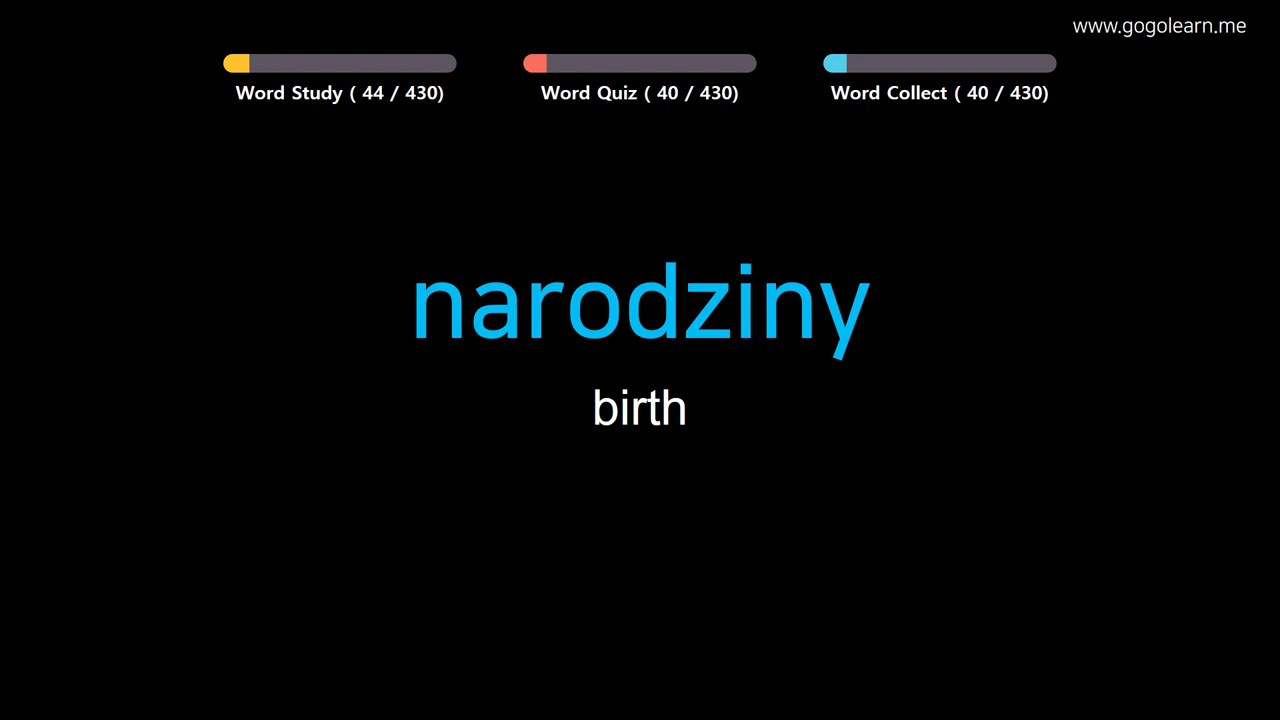 www.gogolearn.me
Word Study ( 44 / 430)
Word Quiz ( 40 / 430)
Word Collect ( 40 / 430)
narodziny
birth